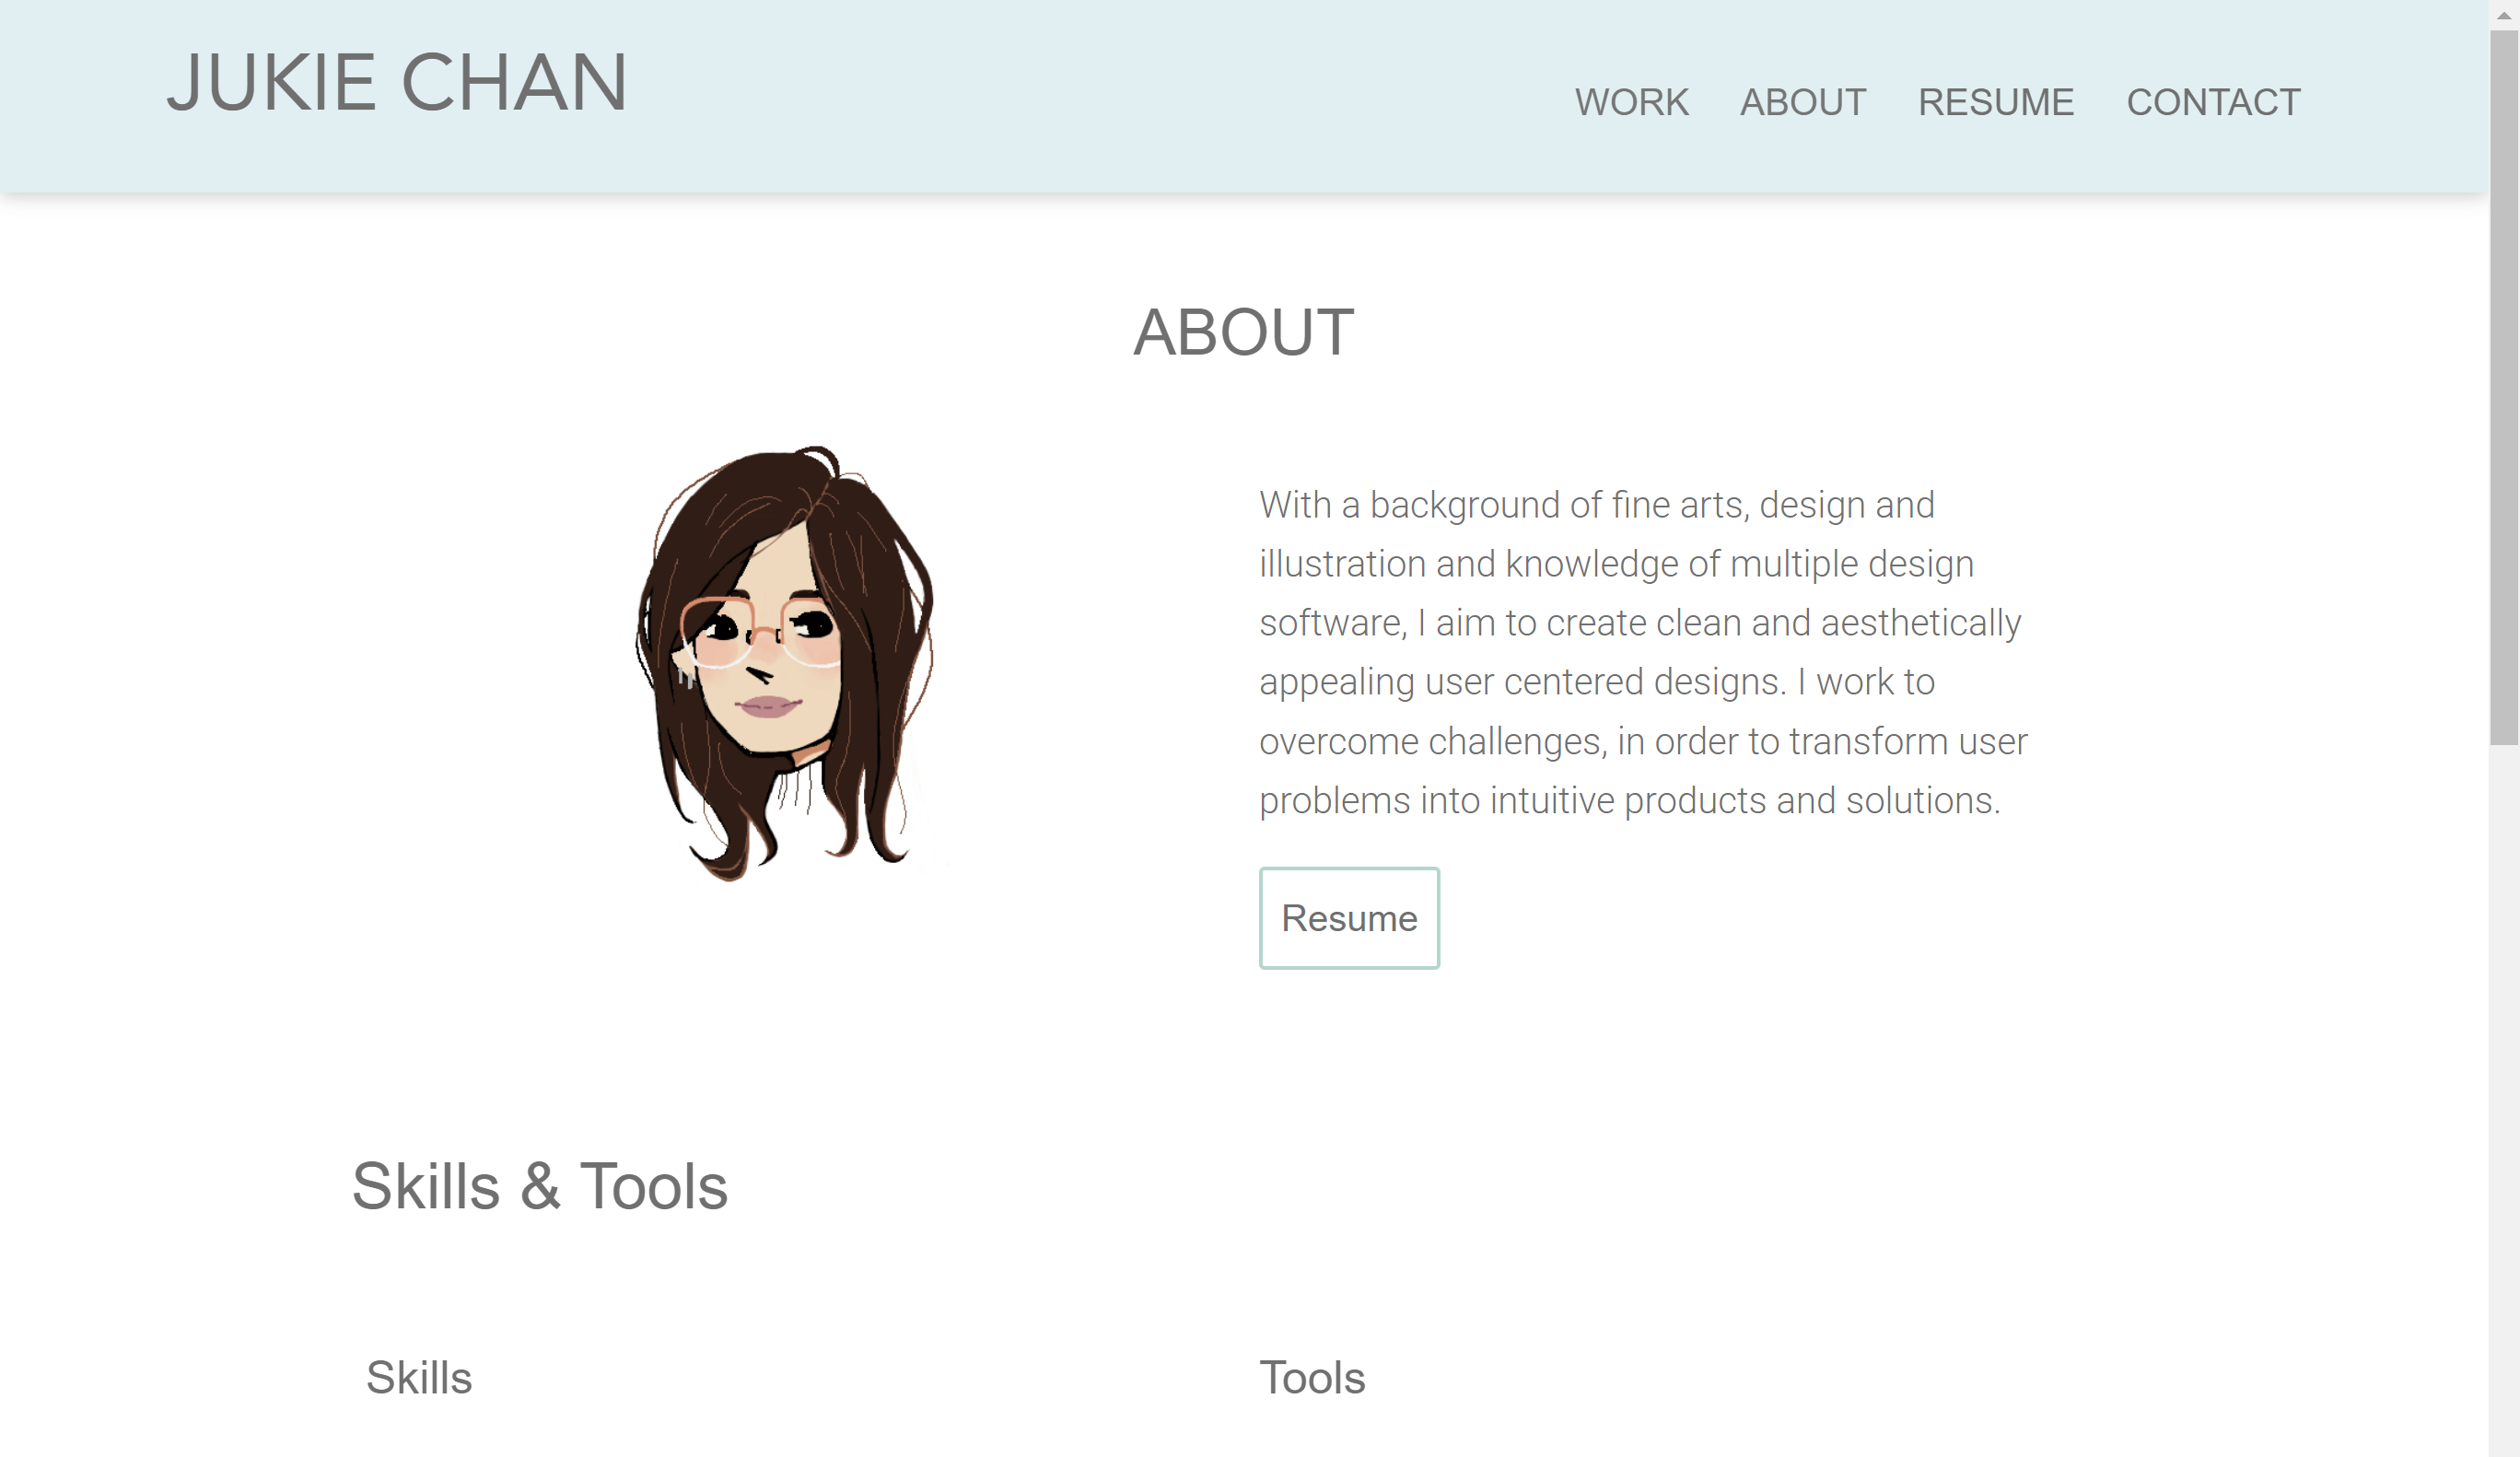 JUKIE CHAN
WORK ABOUT RESUME CONTACT
ABOUT
With a background of fine arts, design and
illustration and knowledge of multiple design
software, I aim to create clean and aesthetically
appealing user centered designs. I work to
overcome challenges, in order to transform user
problems into intuitive products and solutions.
Resume
Skills & Tools
Skills
Tools